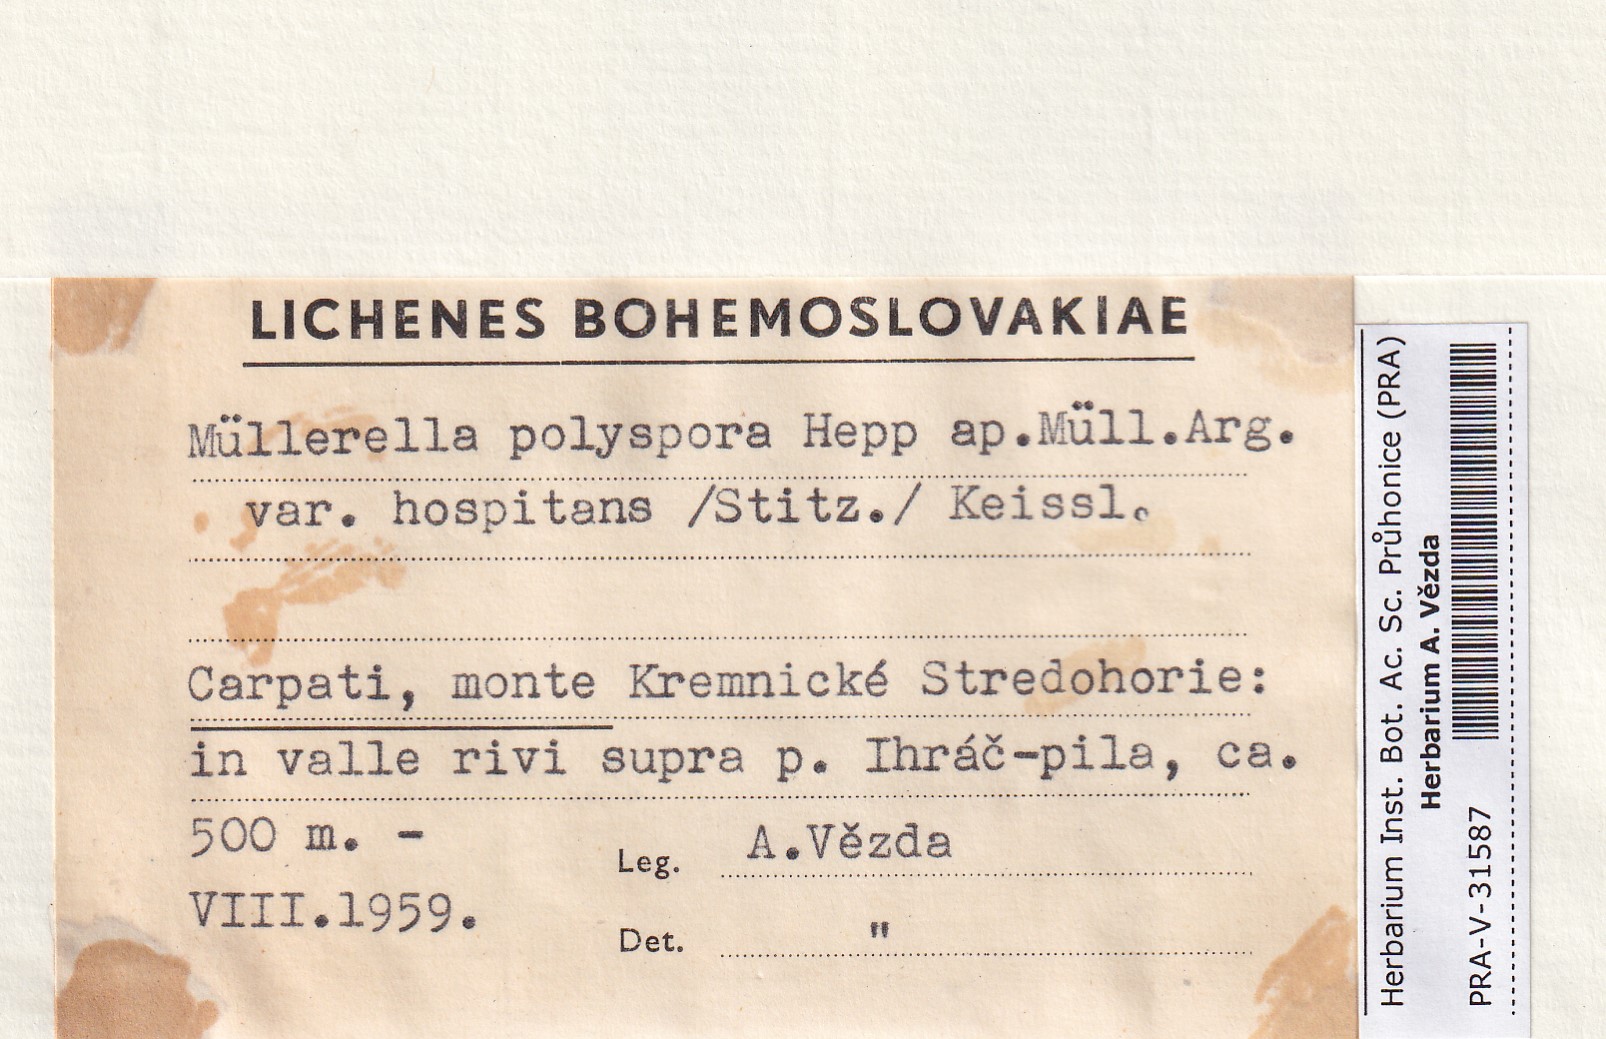 LICHENES BOHEMOSLOVAKIAE
Müllerella polyspora Hepp ap.Müll.Arg.
var. hospitans /Stitz./ Keissl.
Carpati, monte Kremnické Stredohorie:
in valle rivi supra p. Ihráč-pila, ca.
500 m. -
Leg. A.Vězda
VIII.1959.
Det. "
Herbarium Inst. Bot. Ac. Sc. Průhonice (PRA)
Herbarium A. Vězda
PRA-V-31587